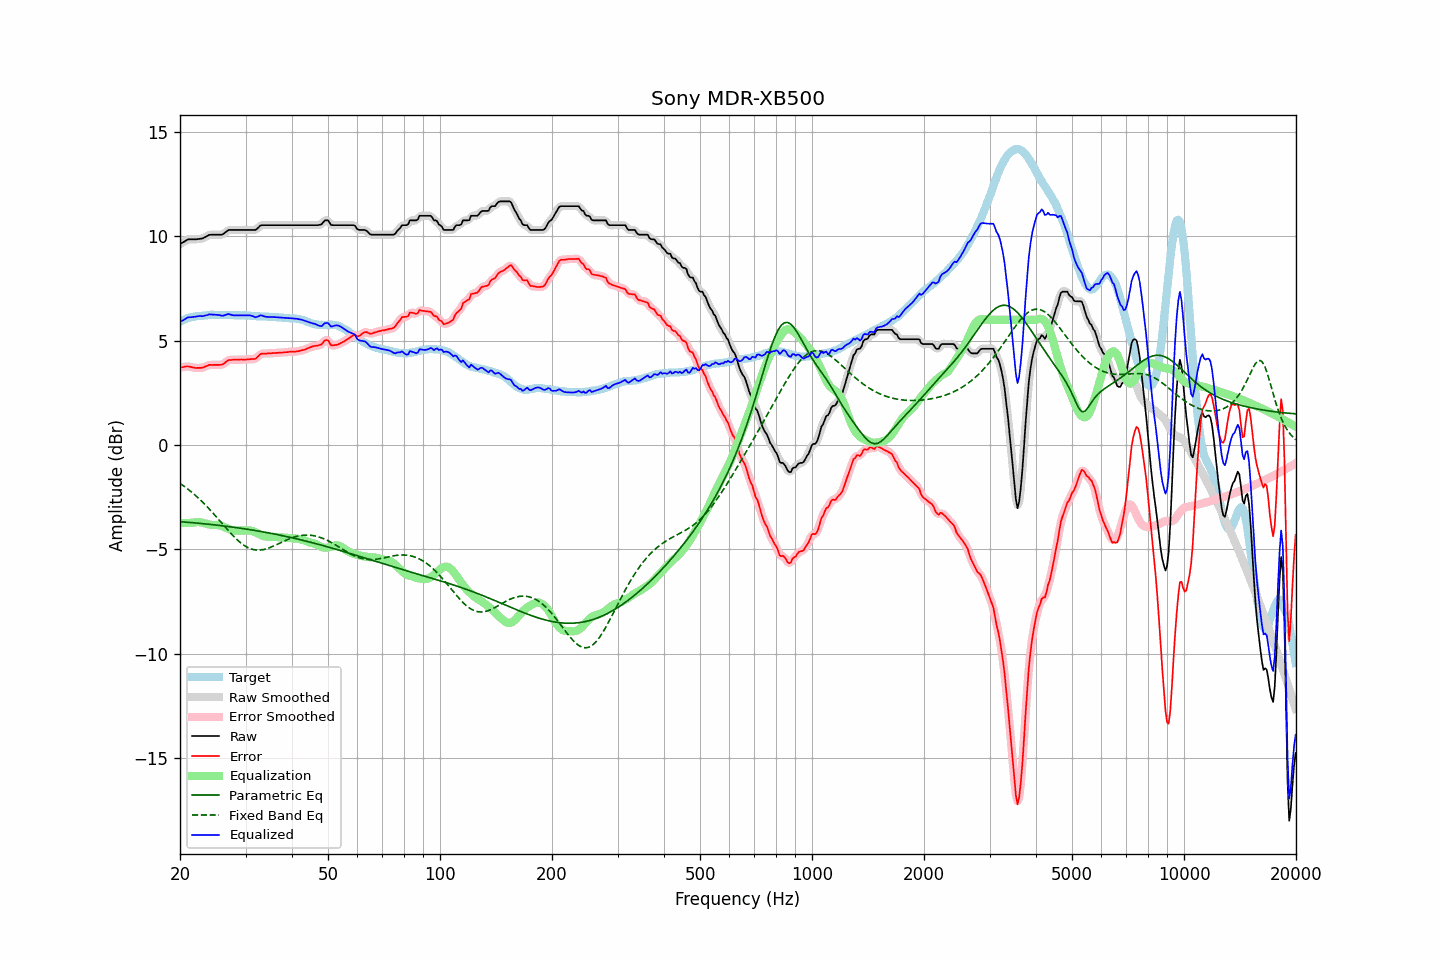 Sony MDR-XB500
Amplitude (dBr)
15
10
5
0
−5
−10
−15
Target
Raw Smoothed
Error Smoothed
Raw
Error
Equalization
Parametric Eq
Fixed Band Eq
Equalized
20 50 100 200 500 1000 2000 5000 10000 20000
Frequency (Hz)